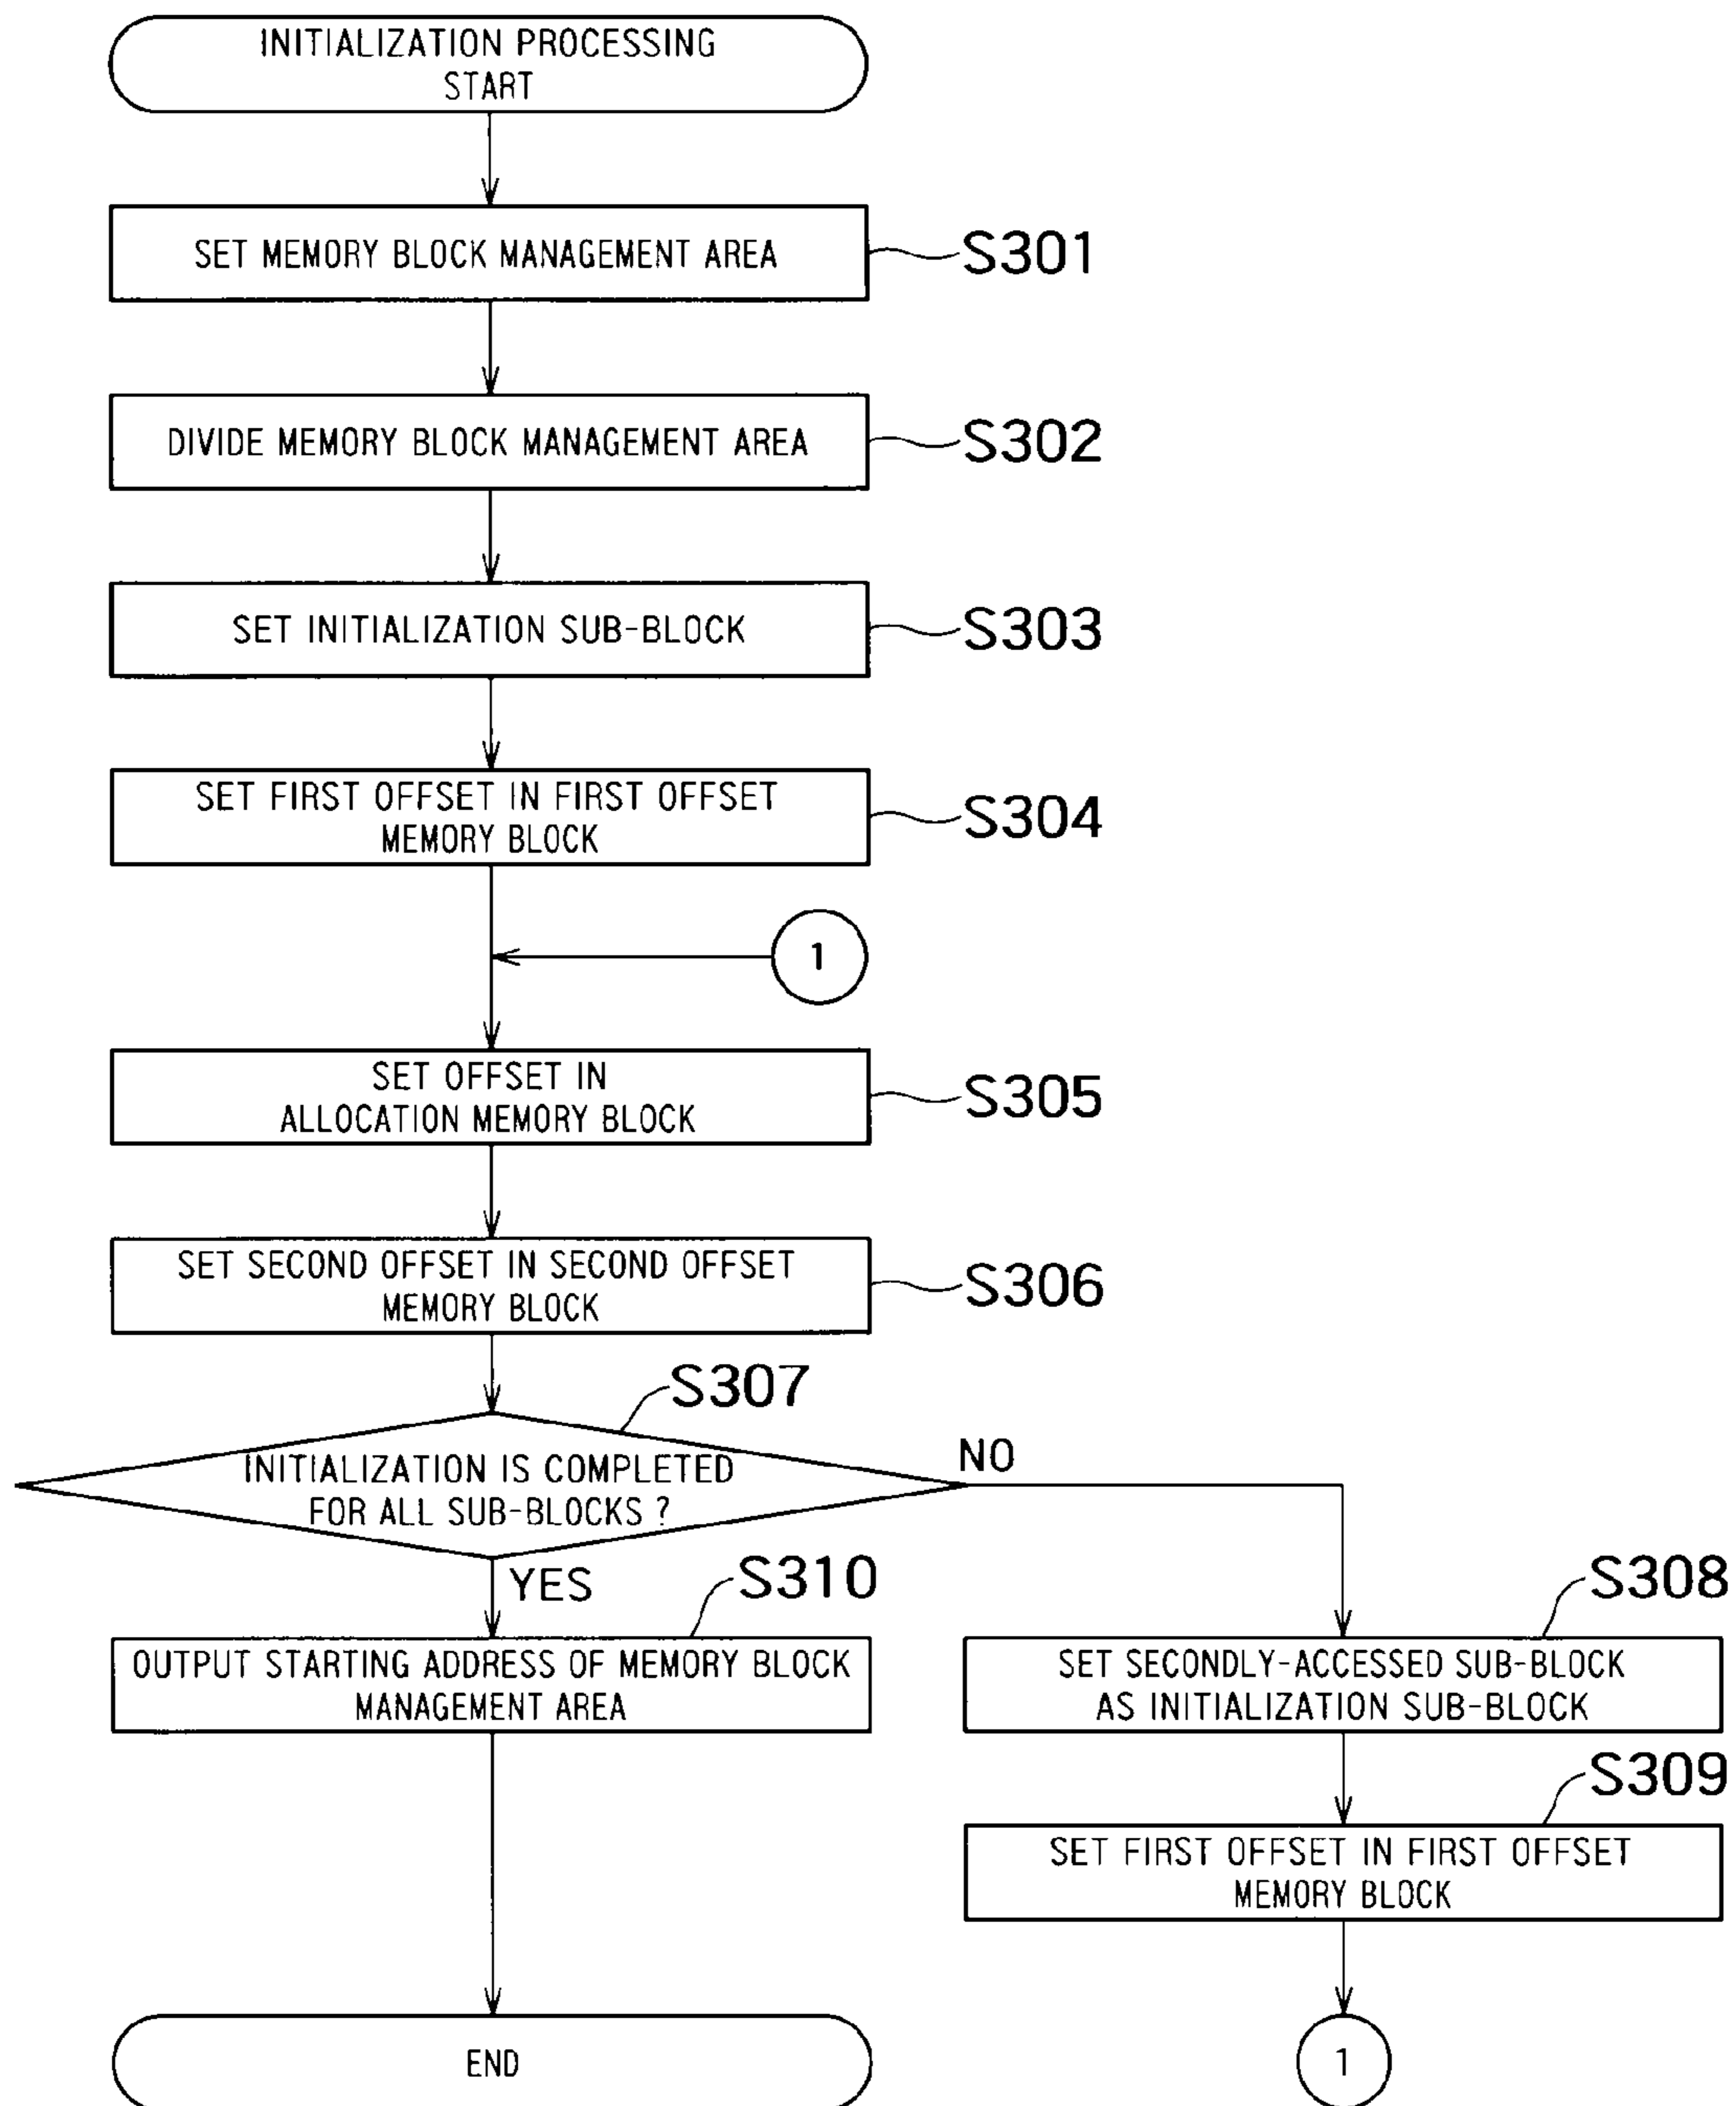 INITIALIZATION PROCESSING
START
SET MEMORY BLOCK MANAGEMENT AREA
S301
DIVIDE MEMORY BLOCK MANAGEMENT AREA
S302
SET INITIALIZATION SUB-BLOCK
S303
SET FIRST OFFSET IN FIRST OFFSET
MEMORY BLOCK
S304
1
SET OFFSET IN
ALLOCATION MEMORY BLOCK
S305
SET SECOND OFFSET IN SECOND OFFSET
MEMORY BLOCK
S306
S307
INITIALIZATION IS COMPLETED
FOR ALL SUB-BLOCKS ?
NO
YES
S310
OUTPUT STARTING ADDRESS OF MEMORY BLOCK
MANAGEMENT AREA
S308
SET SECONDLY-ACCESSED SUB-BLOCK
AS INITIALIZATION SUB-BLOCK
S309
SET FIRST OFFSET IN FIRST OFFSET
MEMORY BLOCK
END
1